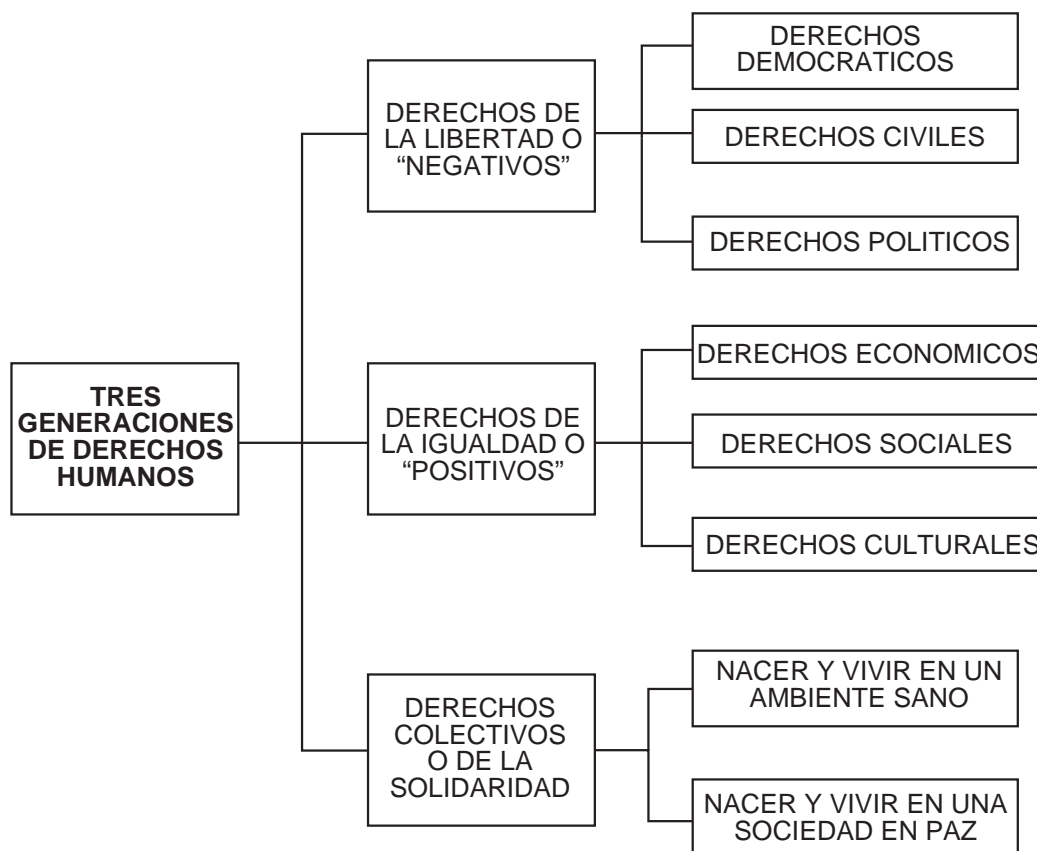 TRES
GENERACIONES
DE DERECHOS
HUMANOS
DERECHOS DE
LA LIBERTAD O
“NEGATIVOS”
DERECHOS
DEMOCRATICOS
DERECHOS CIVILES
DERECHOS POLITICOS
DERECHOS DE
LA IGUALDAD O
“POSITIVOS”
DERECHOS ECONOMICOS
DERECHOS SOCIALES
DERECHOS CULTURALES
DERECHOS
COLECTIVOS
O DE LA
SOLIDARIDAD
NACER Y VIVIR EN UN
AMBIENTE SANO
NACER Y VIVIR EN UNA
SOCIEDAD EN PAZ